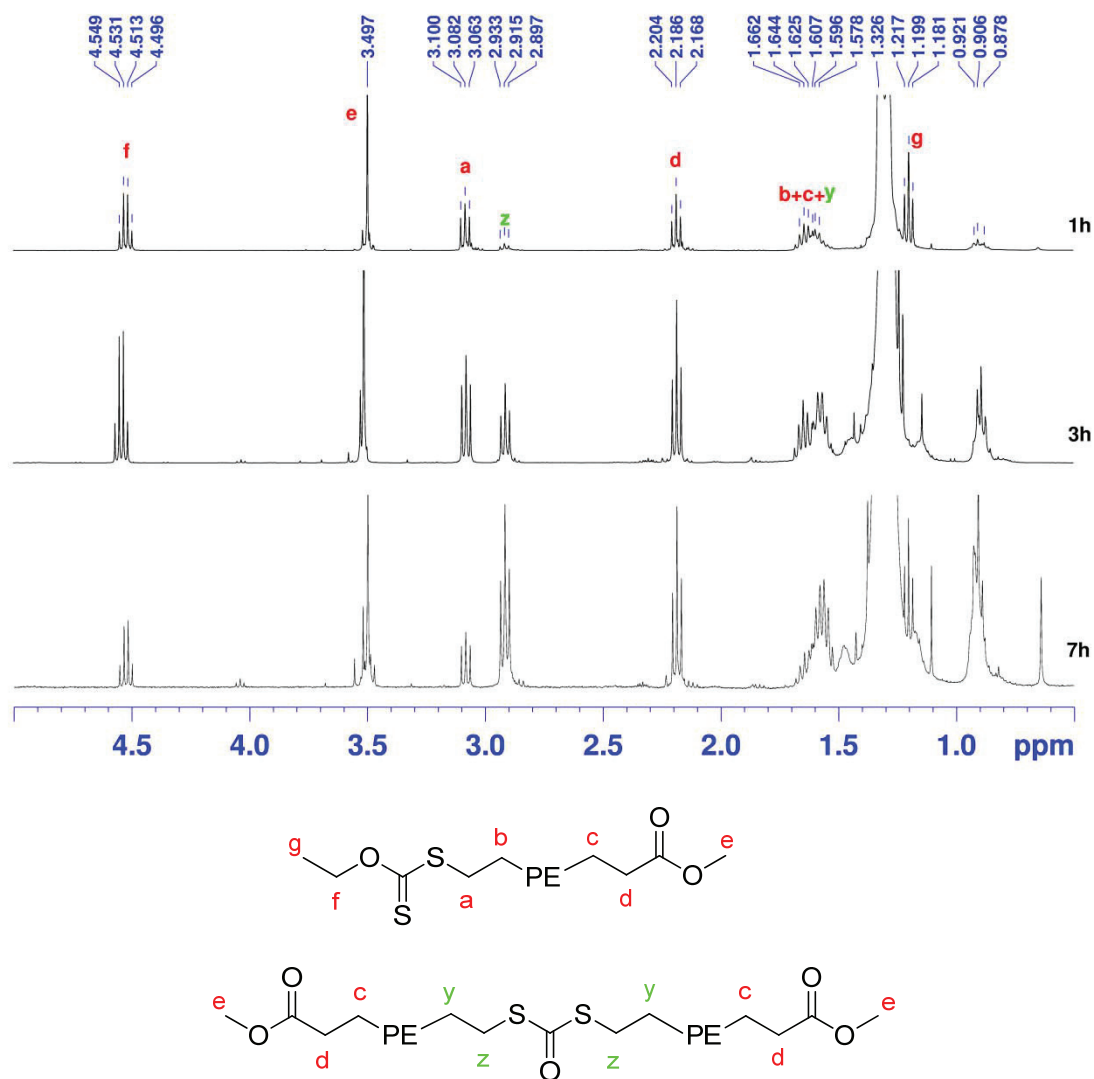 4.549 4.531 4.513 4.496 3.497 3.100 3.082 3.063 2.933 2.915 2.897 2.204 2.186 2.168 1.662 1.644 1.625 1.607 1.596 1.578 1.326 1.217 1.199 1.181 0.921 0.906 0.878
f e a z d b+c+y g
1h
3h
7h
4.5 4.0 3.5 3.0 2.5 2.0 1.5 1.0 ppm
g O S b c O e
PE O
f S a d
e O c y S S y c O e
O PE PE O
d z O z d